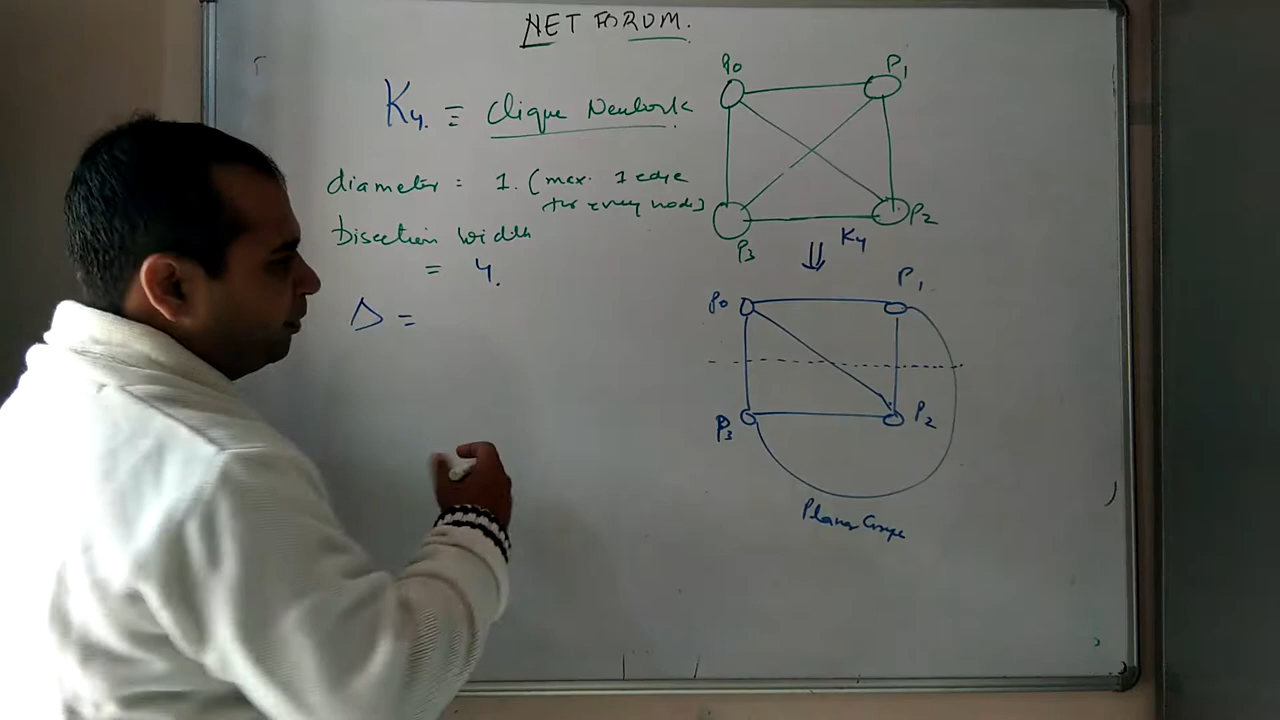 NET FORUM.
K4. ≡ Clique Network
diameter = 1. (max. 1 edge
for every node)
bisection width
= 4.
Δ =
P0 P1
P3 P2
K4
⇓
P0 P1
P3 P2
Planar Graph